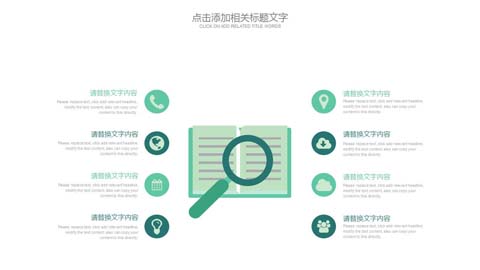 点击添加相关标题文字
CLICK ON ADD RELATED TITLE WORDS
请替换文字内容
Please replace text, click add relevant headline,
modify the text content, also can copy your
content to this directly.
请替换文字内容
Please replace text, click add relevant headline,
modify the text content, also can copy your
content to this directly.
请替换文字内容
Please replace text, click add relevant headline,
modify the text content, also can copy your
content to this directly.
请替换文字内容
Please replace text, click add relevant headline,
modify the text content, also can copy your
content to this directly.
请替换文字内容
Please replace text, click add relevant headline,
modify the text content, also can copy your
content to this directly.
请替换文字内容
Please replace text, click add relevant headline,
modify the text content, also can copy your
content to this directly.
请替换文字内容
Please replace text, click add relevant headline,
modify the text content, also can copy your
content to this directly.
请替换文字内容
Please replace text, click add relevant headline,
modify the text content, also can copy your
content to this directly.